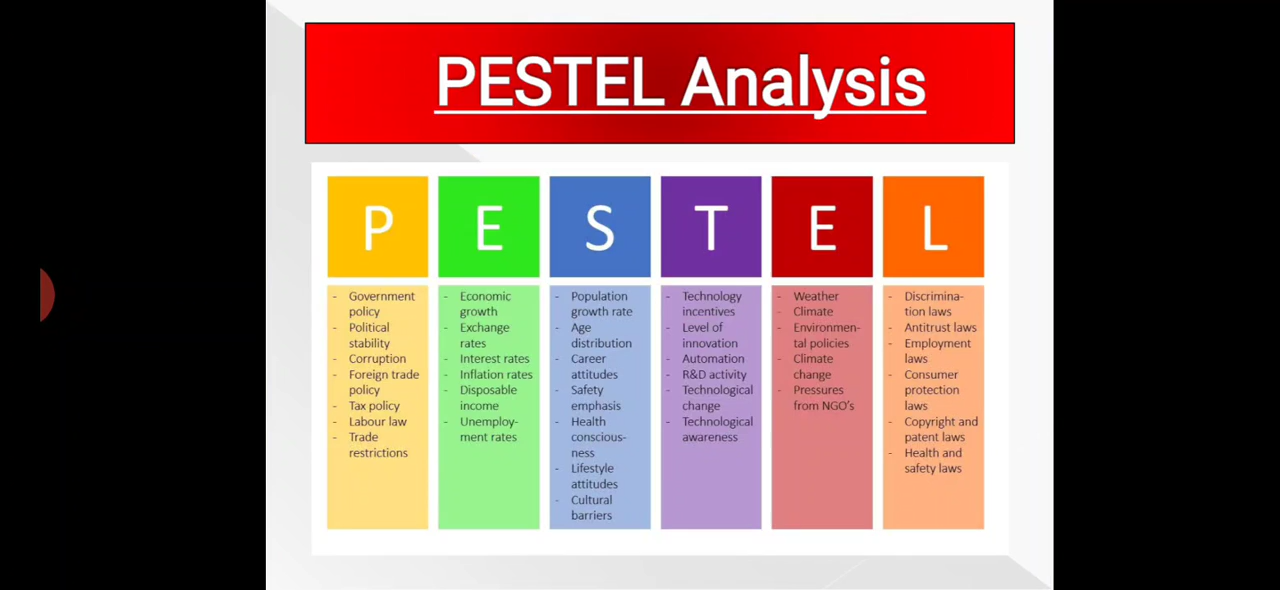 PESTEL Analysis
P
E
S
T
E
L
- Government
policy
- Political
stability
- Corruption
- Foreign trade
policy
- Tax policy
- Labour law
- Trade
restrictions
- Economic
growth
- Exchange
rates
- Interest rates
- Inflation rates
- Disposable
income
- Unemploy-
ment rates
- Population
growth rate
- Age
distribution
- Career
attitudes
- Safety
emphasis
- Health
conscious-
ness
- Lifestyle
attitudes
- Cultural
barriers
- Technology
incentives
- Level of
innovation
- Automation
- R&D activity
- Technological
change
- Technological
awareness
- Weather
- Climate
- Environmen-
tal policies
- Climate
change
- Pressures
from NGO's
- Discrimina-
tion laws
- Antitrust laws
- Employment
laws
- Consumer
protection
laws
- Copyright and
patent laws
- Health and
safety laws